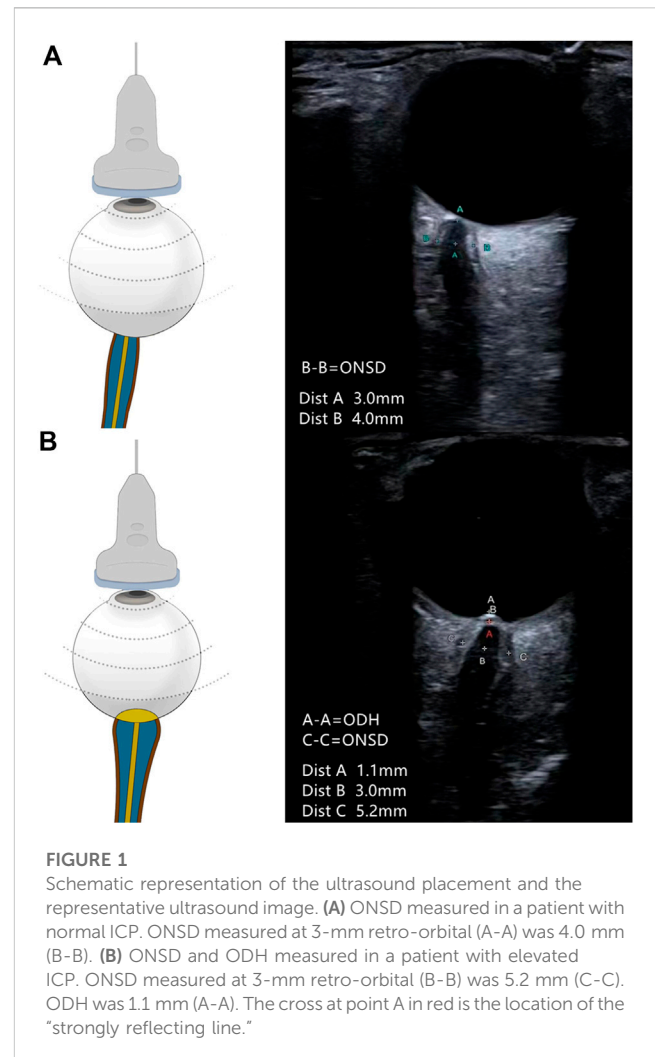 A
A
B
B
A
B-B=ONSD
Dist A 3.0mm
Dist B 4.0mm
B
A
B
A
C
B
C
A-A=ODH
C-C=ONSD
Dist A 1.1mm
Dist B 3.0mm
Dist C 5.2mm
FIGURE 1
Schematic representation of the ultrasound placement and the
representative ultrasound image. (A) ONSD measured in a patient with
normal ICP. ONSD measured at 3-mm retro-orbital (A-A) was 4.0 mm
(B-B). (B) ONSD and ODH measured in a patient with elevated
ICP. ONSD measured at 3-mm retro-orbital (B-B) was 5.2 mm (C-C).
ODH was 1.1 mm (A-A). The cross at point A in red is the location of the
“strongly reflecting line.”